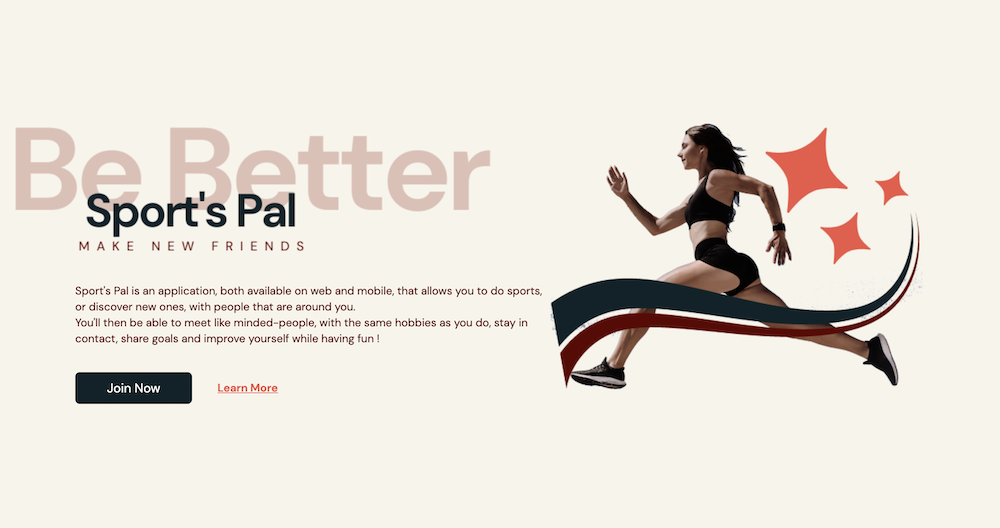 Be Better
Sport's Pal
MAKE NEW FRIENDS
Sport's Pal is an application, both available on web and mobile, that allows you to do sports,
or discover new ones, with people that are around you.
You'll then be able to meet like minded-people, with the same hobbies as you do, stay in
contact, share goals and improve yourself while having fun !
Join Now
Learn More